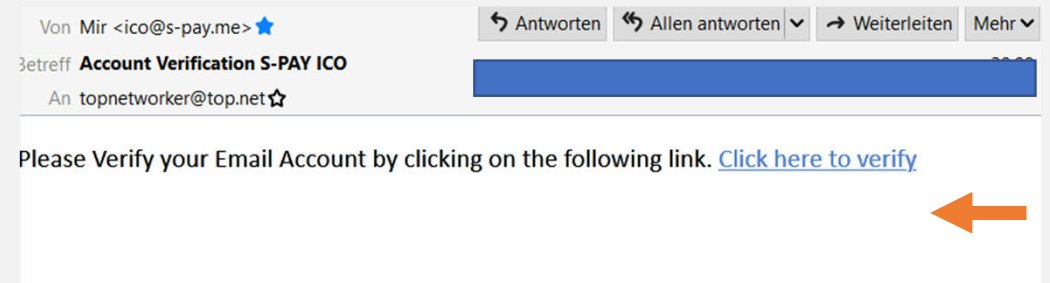 Von Mir <ico@s-pay.me> Antworten Allen antworten Weiterleiten Mehr
Betreff Account Verification S-PAY ICO
An topnetworker@top.net
Please Verify your Email Account by clicking on the following link. Click here to verify